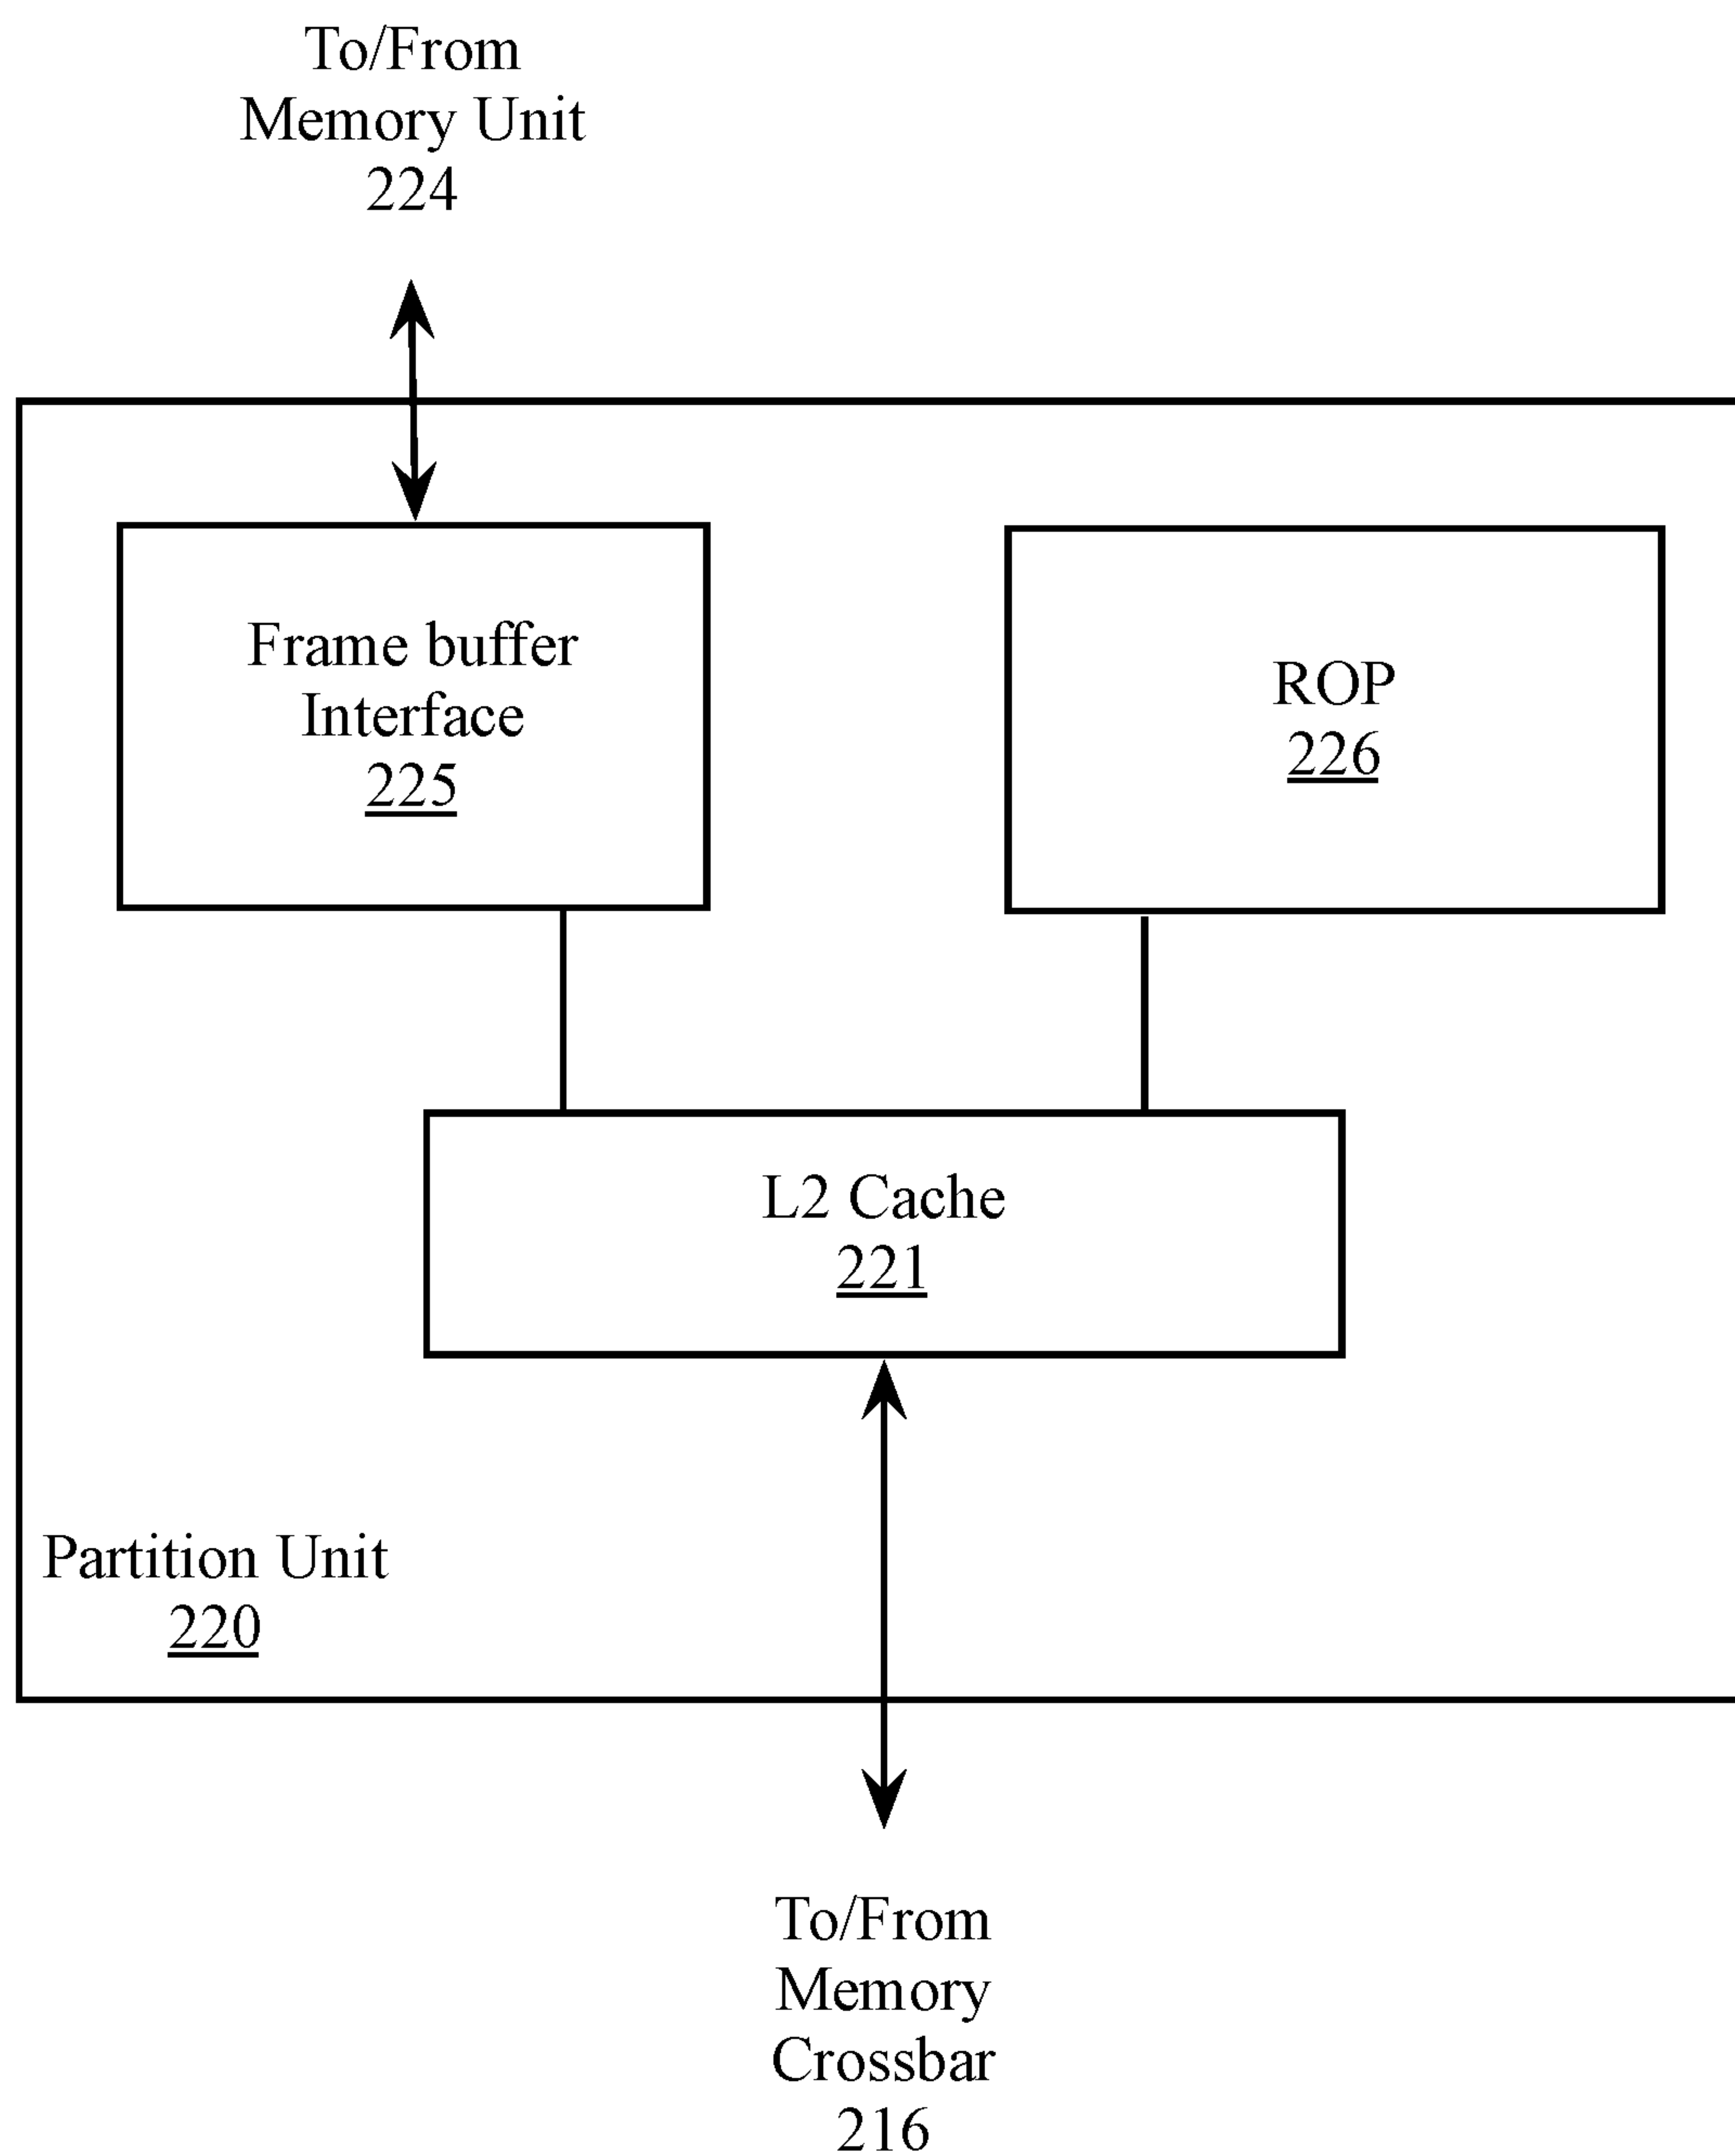 To/From
Memory Unit
224
Frame buffer
Interface
225
ROP
226
L2 Cache
221
Partition Unit
220
To/From
Memory
Crossbar
216